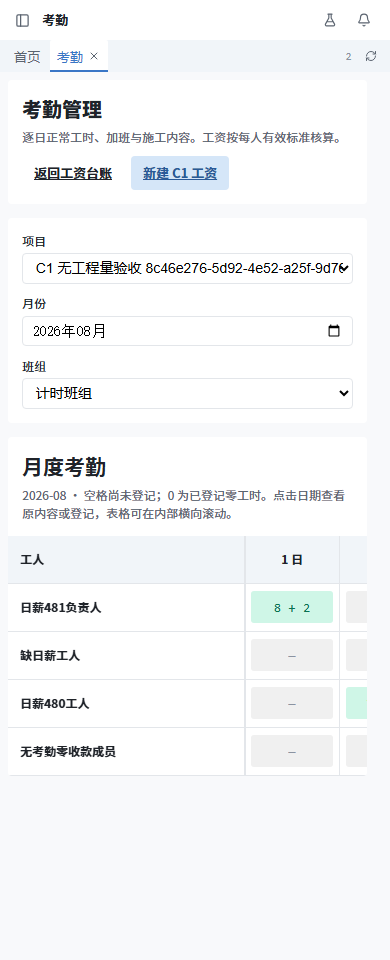 考勤
首页
考勤
2
考勤管理
逐日正常工时、加班与施工内容。工资按每人有效标准核算。
返回工资台账
新建 C1 工资
项目
C1 无工程量验收 8c46e276-5d92-4e52-a25f-9d76
月份
2026年08月
班组
计时班组
月度考勤
2026-08 · 空格尚未登记；0 为已登记零工时。点击日期查看
原内容或登记，表格可在内部横向滚动。
工人 1 日
日薪481负责人 8 + 2
缺日薪工人 —
日薪480工人 —
无考勤零收款成员 —